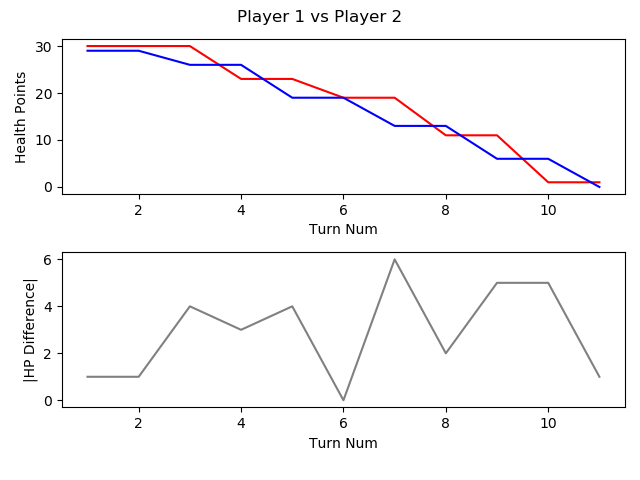 Player 1 vs Player 2
30
20
10
0
Health Points
2 4 6 8 10
Turn Num
6
4
2
0
|HP Difference|
2 4 6 8 10
Turn Num